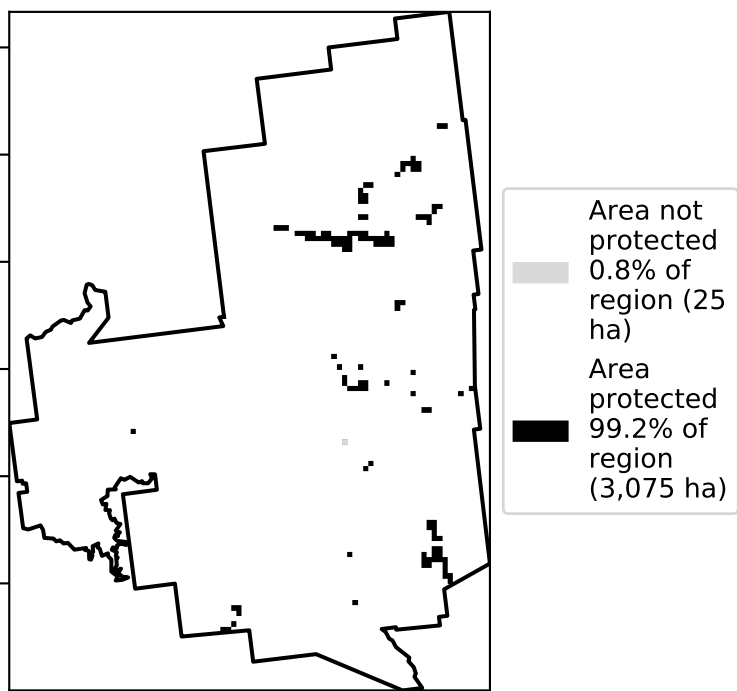 Area not
protected
0.8% of
region (25
ha)
Area
protected
99.2% of
region
(3,075 ha)